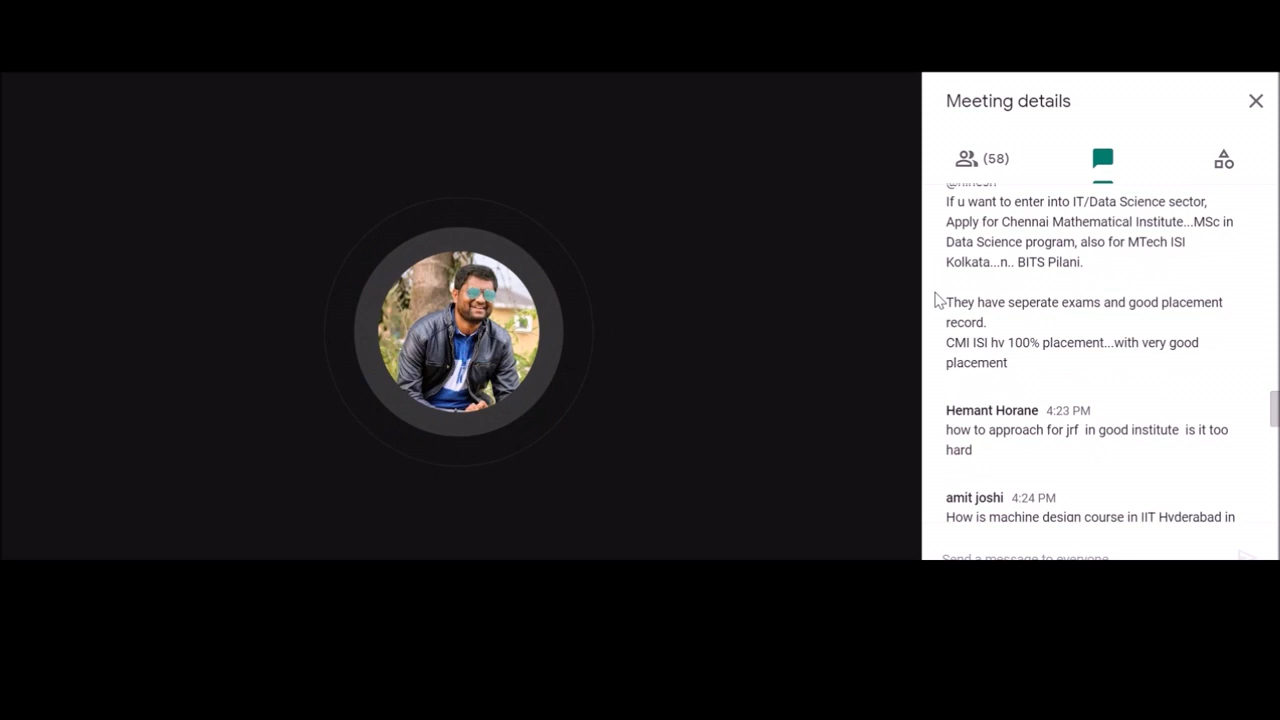 Meeting details
(58)
If u want to enter into IT/Data Science sector,
Apply for Chennai Mathematical Institute...MSc in
Data Science program, also for MTech ISI
Kolkata...n.. BITS Pilani.
They have seperate exams and good placement
record.
CMI ISI hv 100% placement...with very good
placement
Hemant Horane 4:23 PM
how to approach for jrf in good institute is it too
hard
amit joshi 4:24 PM
How is machine design course in IIT Hyderabad in
Send a message to everyone